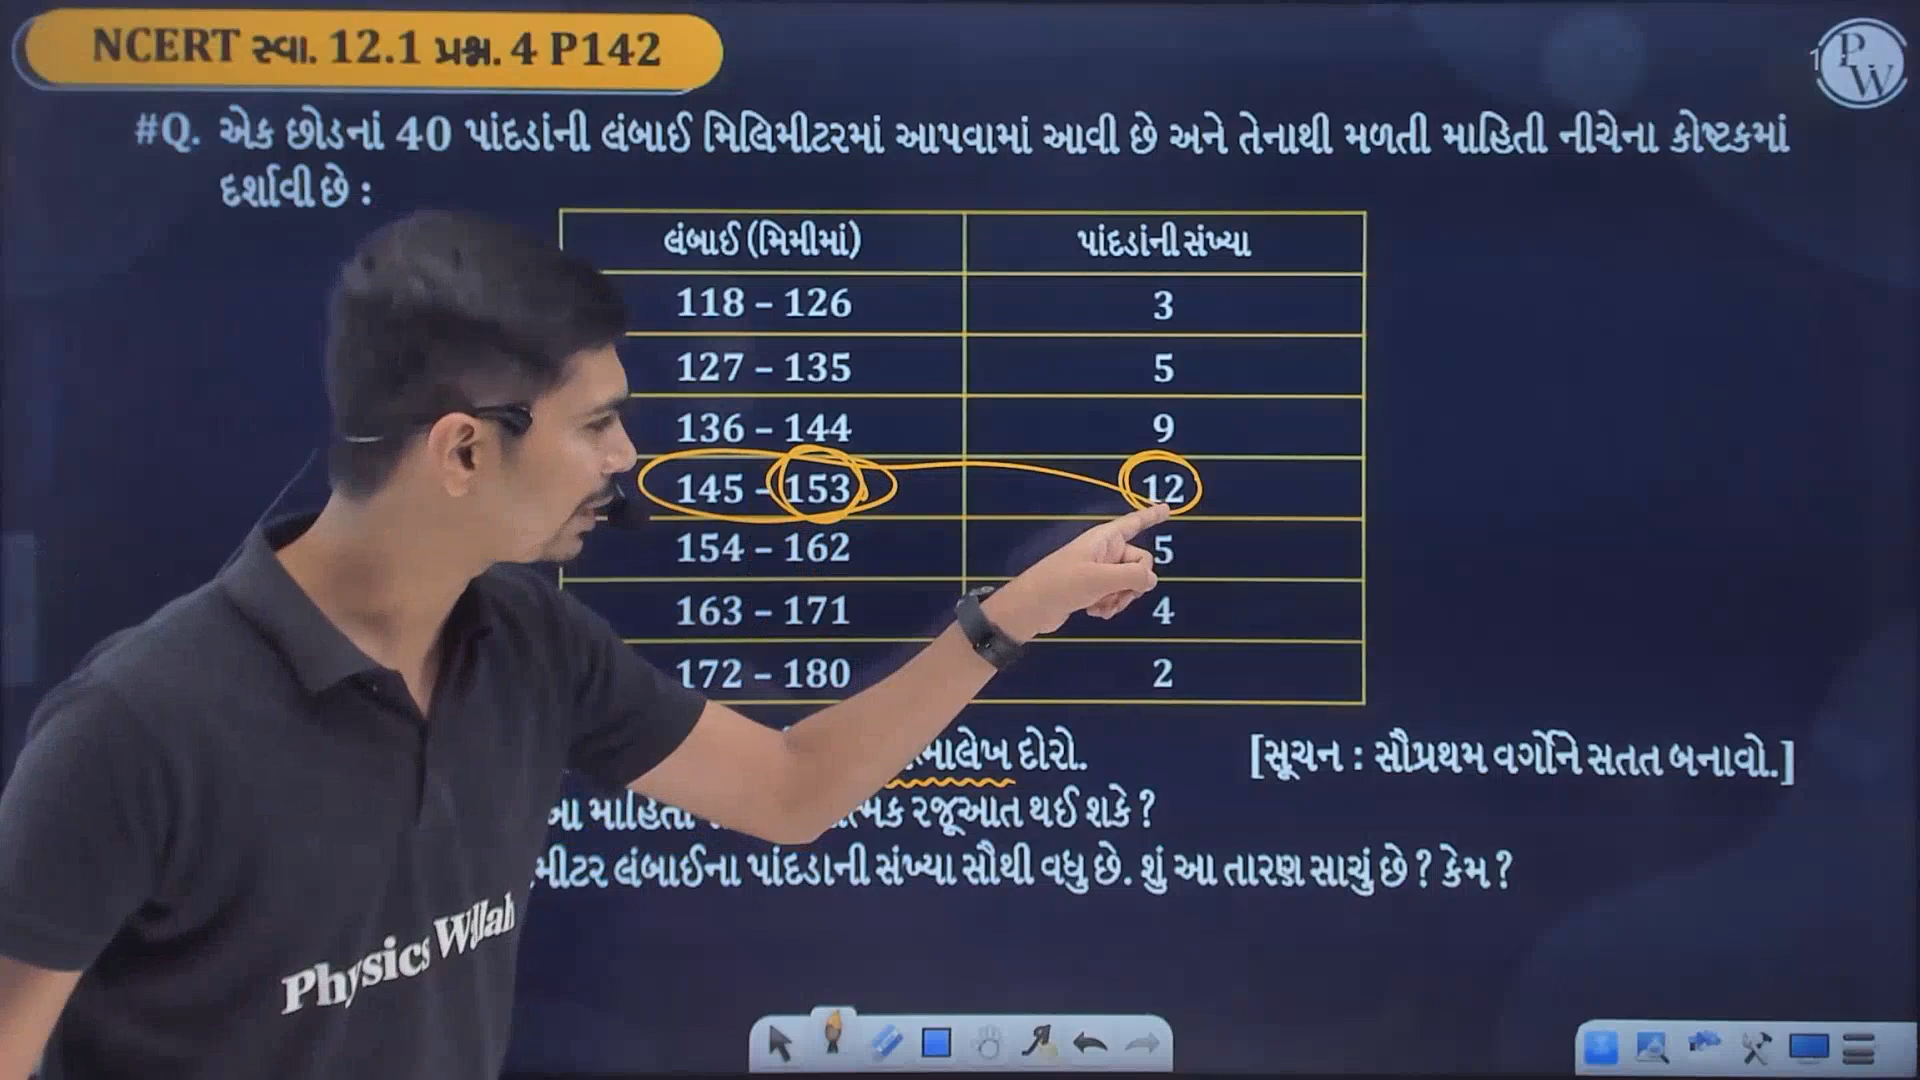 NCERT સ્વા. 12.1 પ્રશ્ન. 4 P142
PW
#Q. એક છોડનાં 40 પાંદડાંની લંબાઈ મિલિમીટરમાં આપવામાં આવી છે અને તેનાથી મળતી માહિતી નીચેના કોષ્ટકમાં
દર્શાવી છે :
લંબાઈ (મિમીમાં) પાંદડાંની સંખ્યા
118 – 126 3
127 – 135 5
136 – 144 9
145 – 153 12
154 – 162 5
163 – 171 4
172 – 180 2
દોરો. [સૂચન : સૌપ્રથમ વર્ગોને સતત બનાવો.]
રજૂઆત થઈ શકે ?
લંબાઈના પાંદડાની સંખ્યા સૌથી વધુ છે. શું આ તારણ સાચું છે ? કેમ ?
Physics Wallah